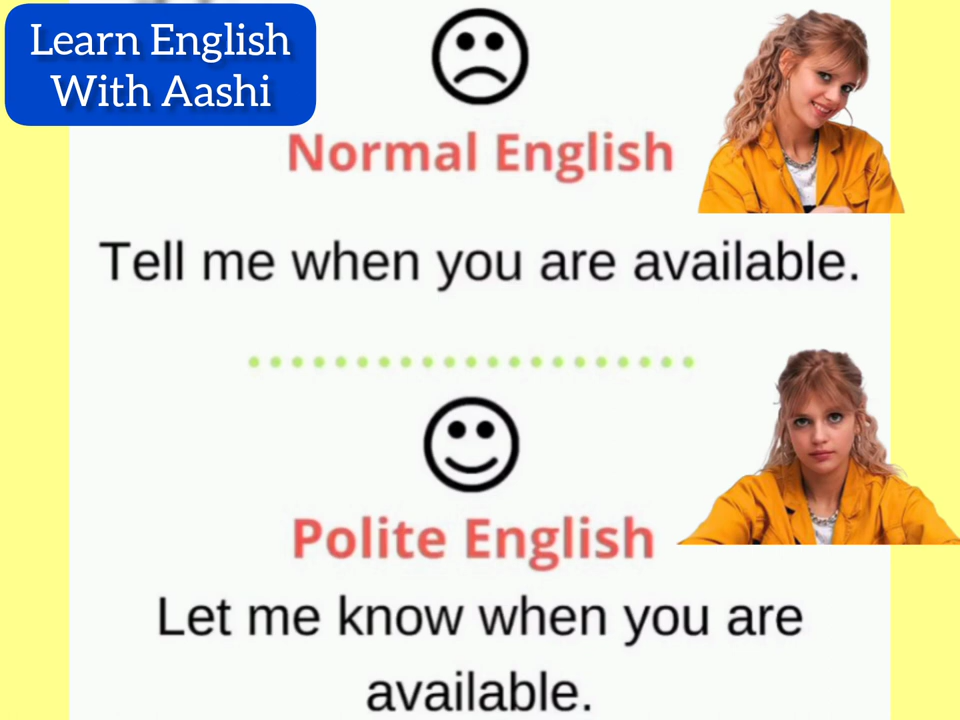 Learn English
With Aashi
Normal English
Tell me when you are available.
Polite English
Let me know when you are
available.